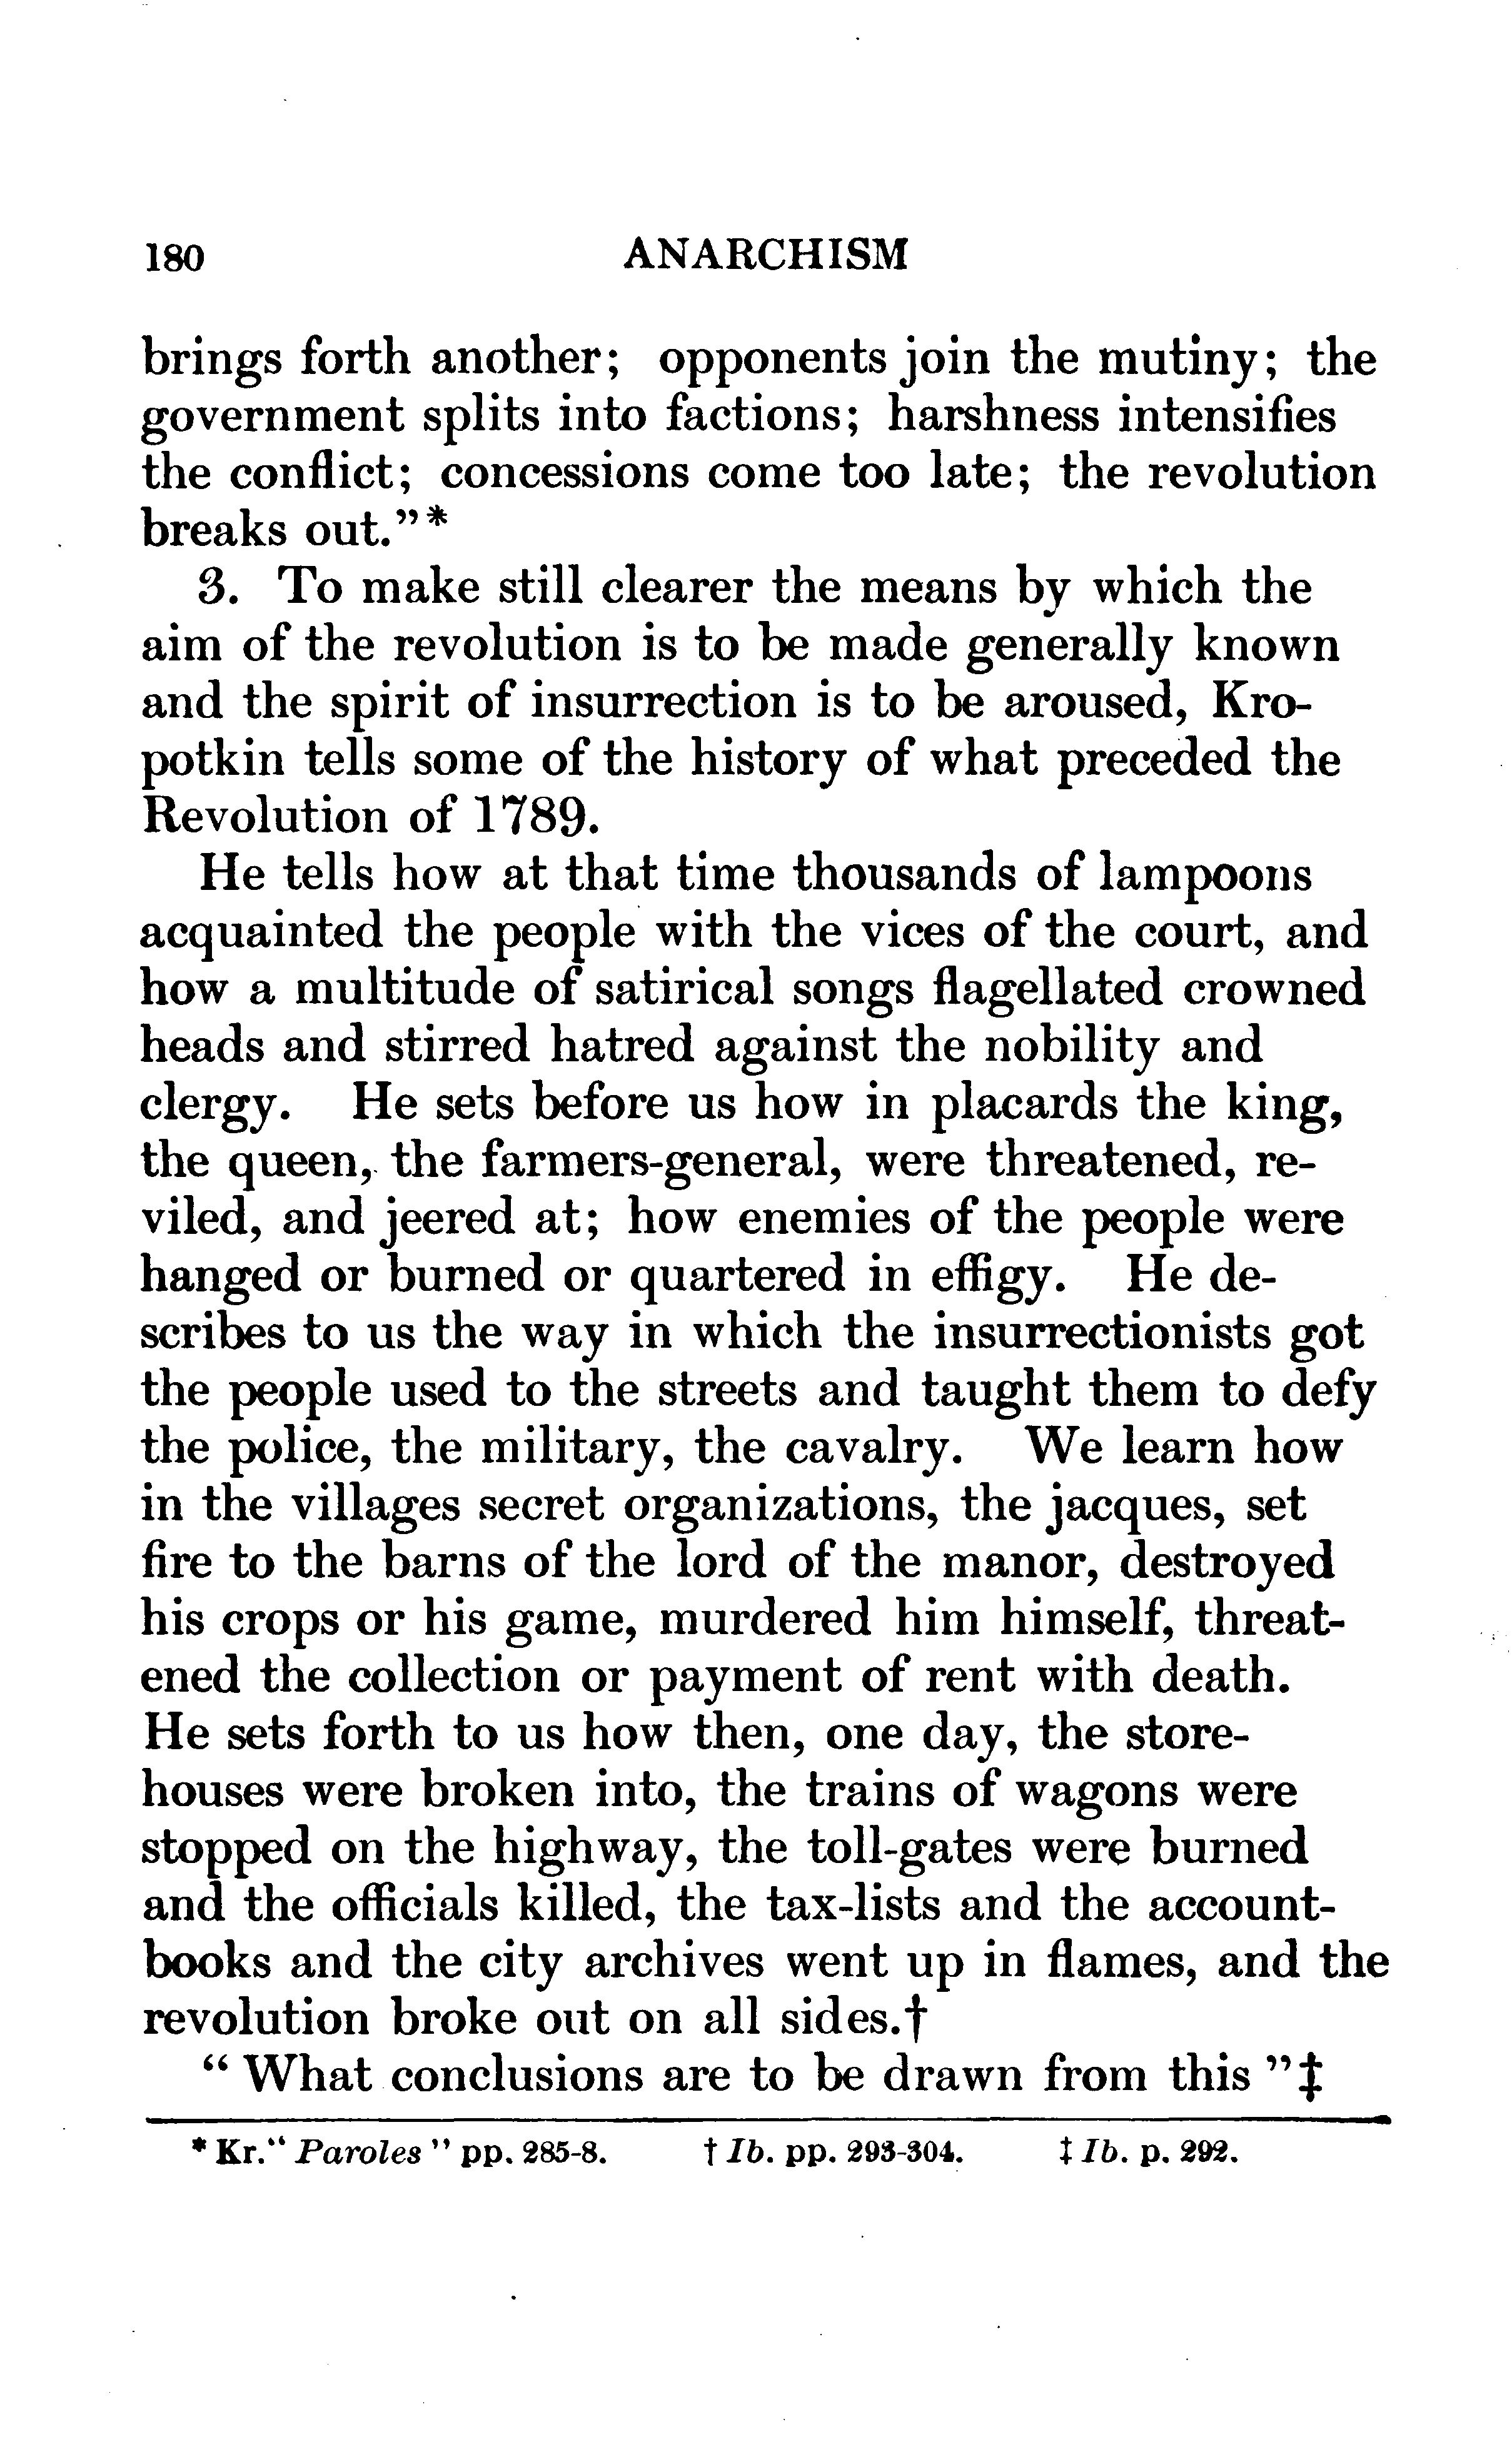 180 ANARCHISM
brings forth another; opponents join the mutiny; the
government splits into factions; harshness intensifies
the conflict; concessions come too late; the revolution
breaks out.”*
3. To make still clearer the means by which the
aim of the revolution is to be made generally known
and the spirit of insurrection is to be aroused, Kro-
potkin tells some of the history of what preceded the
Revolution of 1789.
He tells how at that time thousands of lampoons
acquainted the people with the vices of the court, and
how a multitude of satirical songs flagellated crowned
heads and stirred hatred against the nobility and
clergy. He sets before us how in placards the king,
the queen, the farmers-general, were threatened, re-
viled, and jeered at; how enemies of the people were
hanged or burned or quartered in effigy. He de-
scribes to us the way in which the insurrectionists got
the people used to the streets and taught them to defy
the police, the military, the cavalry. We learn how
in the villages secret organizations, the jacques, set
fire to the barns of the lord of the manor, destroyed
his crops or his game, murdered him himself, threat-
ened the collection or payment of rent with death.
He sets forth to us how then, one day, the store-
houses were broken into, the trains of wagons were
stopped on the highway, the toll-gates were burned
and the officials killed, the tax-lists and the account-
books and the city archives went up in flames, and the
revolution broke out on all sides.†
“ What conclusions are to be drawn from this ”‡
* Kr.“ Paroles ” pp. 285-8. † Ib. pp. 293-304. ‡ Ib. p. 292.